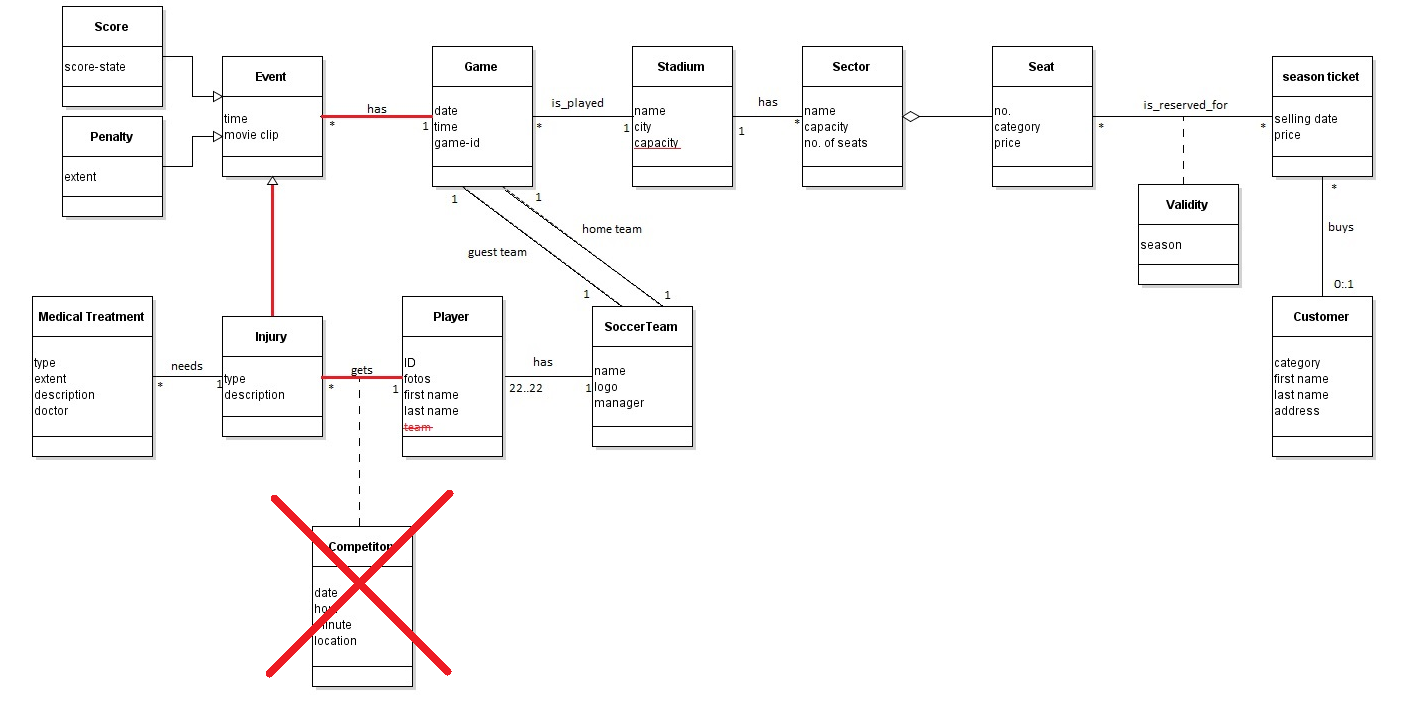 Score
score-state
Penalty
extent
Event
time
movie clip
has
*
1
Game
date
time
game-id
is_played
*
1
Stadium
name
city
capacity
has
1
*
Sector
name
capacity
no. of seats
Seat
no.
category
price
is_reserved_for
*
*
season ticket
selling date
price
Validity
season
*
buys
0:.1
Customer
category
first name
last name
address
1
1
home team
guest team
1
1
Medical Treatment
type
extent
description
doctor
needs
*
1
Injury
type
description
gets
*
1
Player
ID
fotos
first name
last name
team
has
22..22
1
SoccerTeam
name
logo
manager
Competitor
date
hour
minute
location